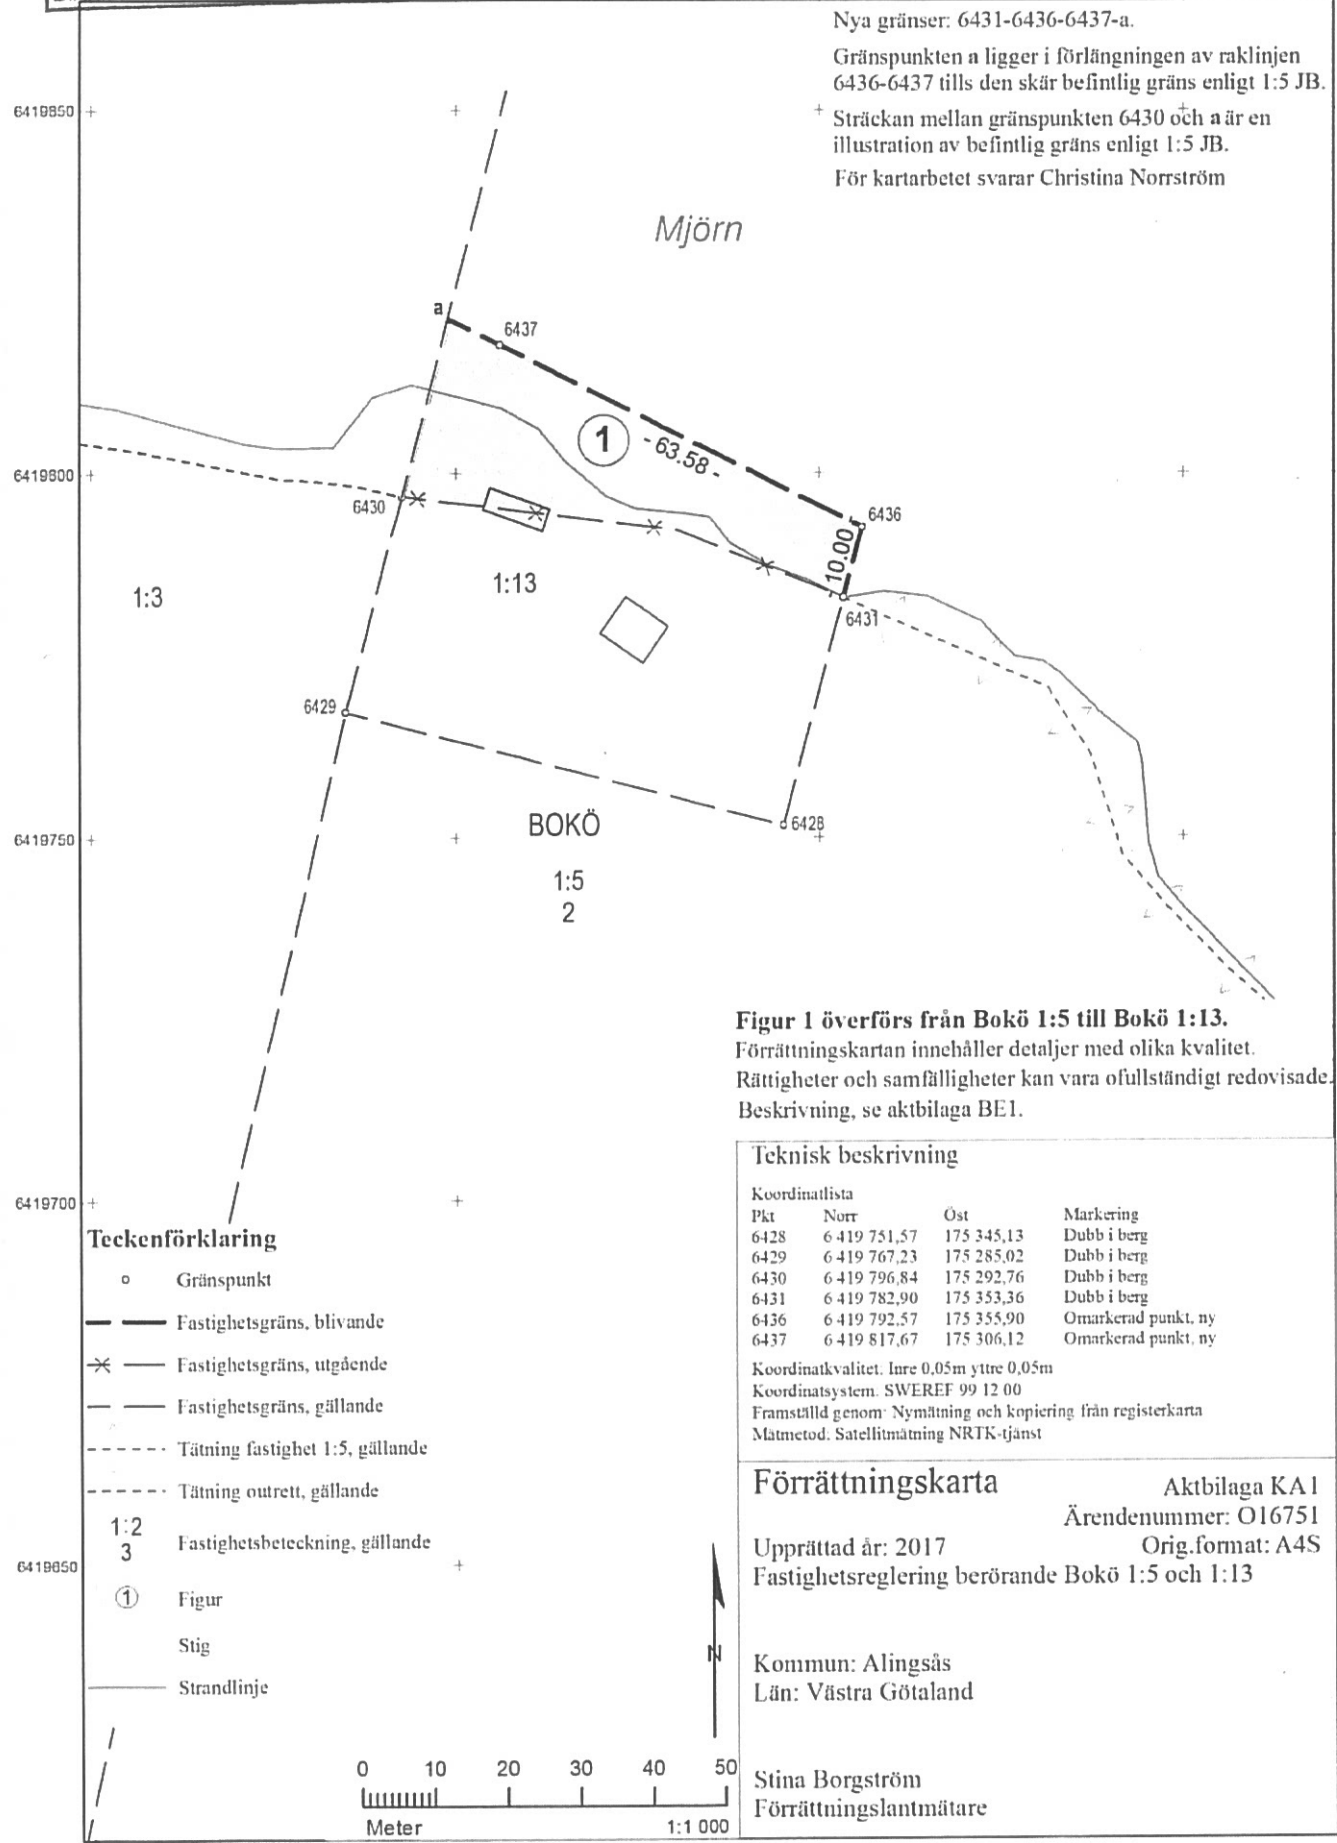 Nya gränser: 6431-6436-6437-a.
Gränspunkten a ligger i förlängningen av raklinjen
6436-6437 tills den skär befintlig gräns enligt 1:5 JB.
Sträckan mellan gränspunkten 6430 och a är en
illustration av befintlig gräns enligt 1:5 JB.
För kartarbetet svarar Christina Norrström
6419850
Mjörn
a
6437
1
-63.58-
6419800
6430
6436
10.00
1:3
1:13
6431
6429
6428
BOKÖ
6419750
1:5
2
Figur 1 överförs från Bokö 1:5 till Bokö 1:13.
Förrättningskartan innehåller detaljer med olika kvalitet.
Rättigheter och samfälligheter kan vara ofullständigt redovisade.
Beskrivning, se aktbilaga BE1.
6419700
Teckenförklaring
Gränspunkt
Fastighetsgräns, blivande
Fastighetsgräns, utgående
Fastighetsgräns, gällande
Tätning fastighet 1:5, gällande
Tätning outrett, gällande
1:2
3 Fastighetsbeteckning, gällande
6419650
1 Figur
Stig
Strandlinje
Teknisk beskrivning
Koordinatlista
Pkt Norr Öst Markering
6428 6 419 751,57 175 345,13 Dubb i berg
6429 6 419 767,23 175 285,02 Dubb i berg
6430 6 419 796,84 175 292,76 Dubb i berg
6431 6 419 782,90 175 353,36 Dubb i berg
6436 6 419 792,57 175 355,90 Omarkerad punkt, ny
6437 6 419 817,67 175 306,12 Omarkerad punkt, ny
Koordinatkvalitet. Inre 0,05m yttre 0,05m
Koordinatsystem. SWEREF 99 12 00
Framställd genom: Nymätning och kopiering från registerkarta
Mätmetod: Satellitmätning NRTK-tjänst
Förrättningskarta
Aktbilaga KA1
Ärendenummer: O16751
Upprättad år: 2017 Orig.format: A4S
Fastighetsreglering berörande Bokö 1:5 och 1:13
N
Kommun: Alingsås
Län: Västra Götaland
Stina Borgström
Förrättningslantmätare
0 10 20 30 40 50
Meter 1:1 000